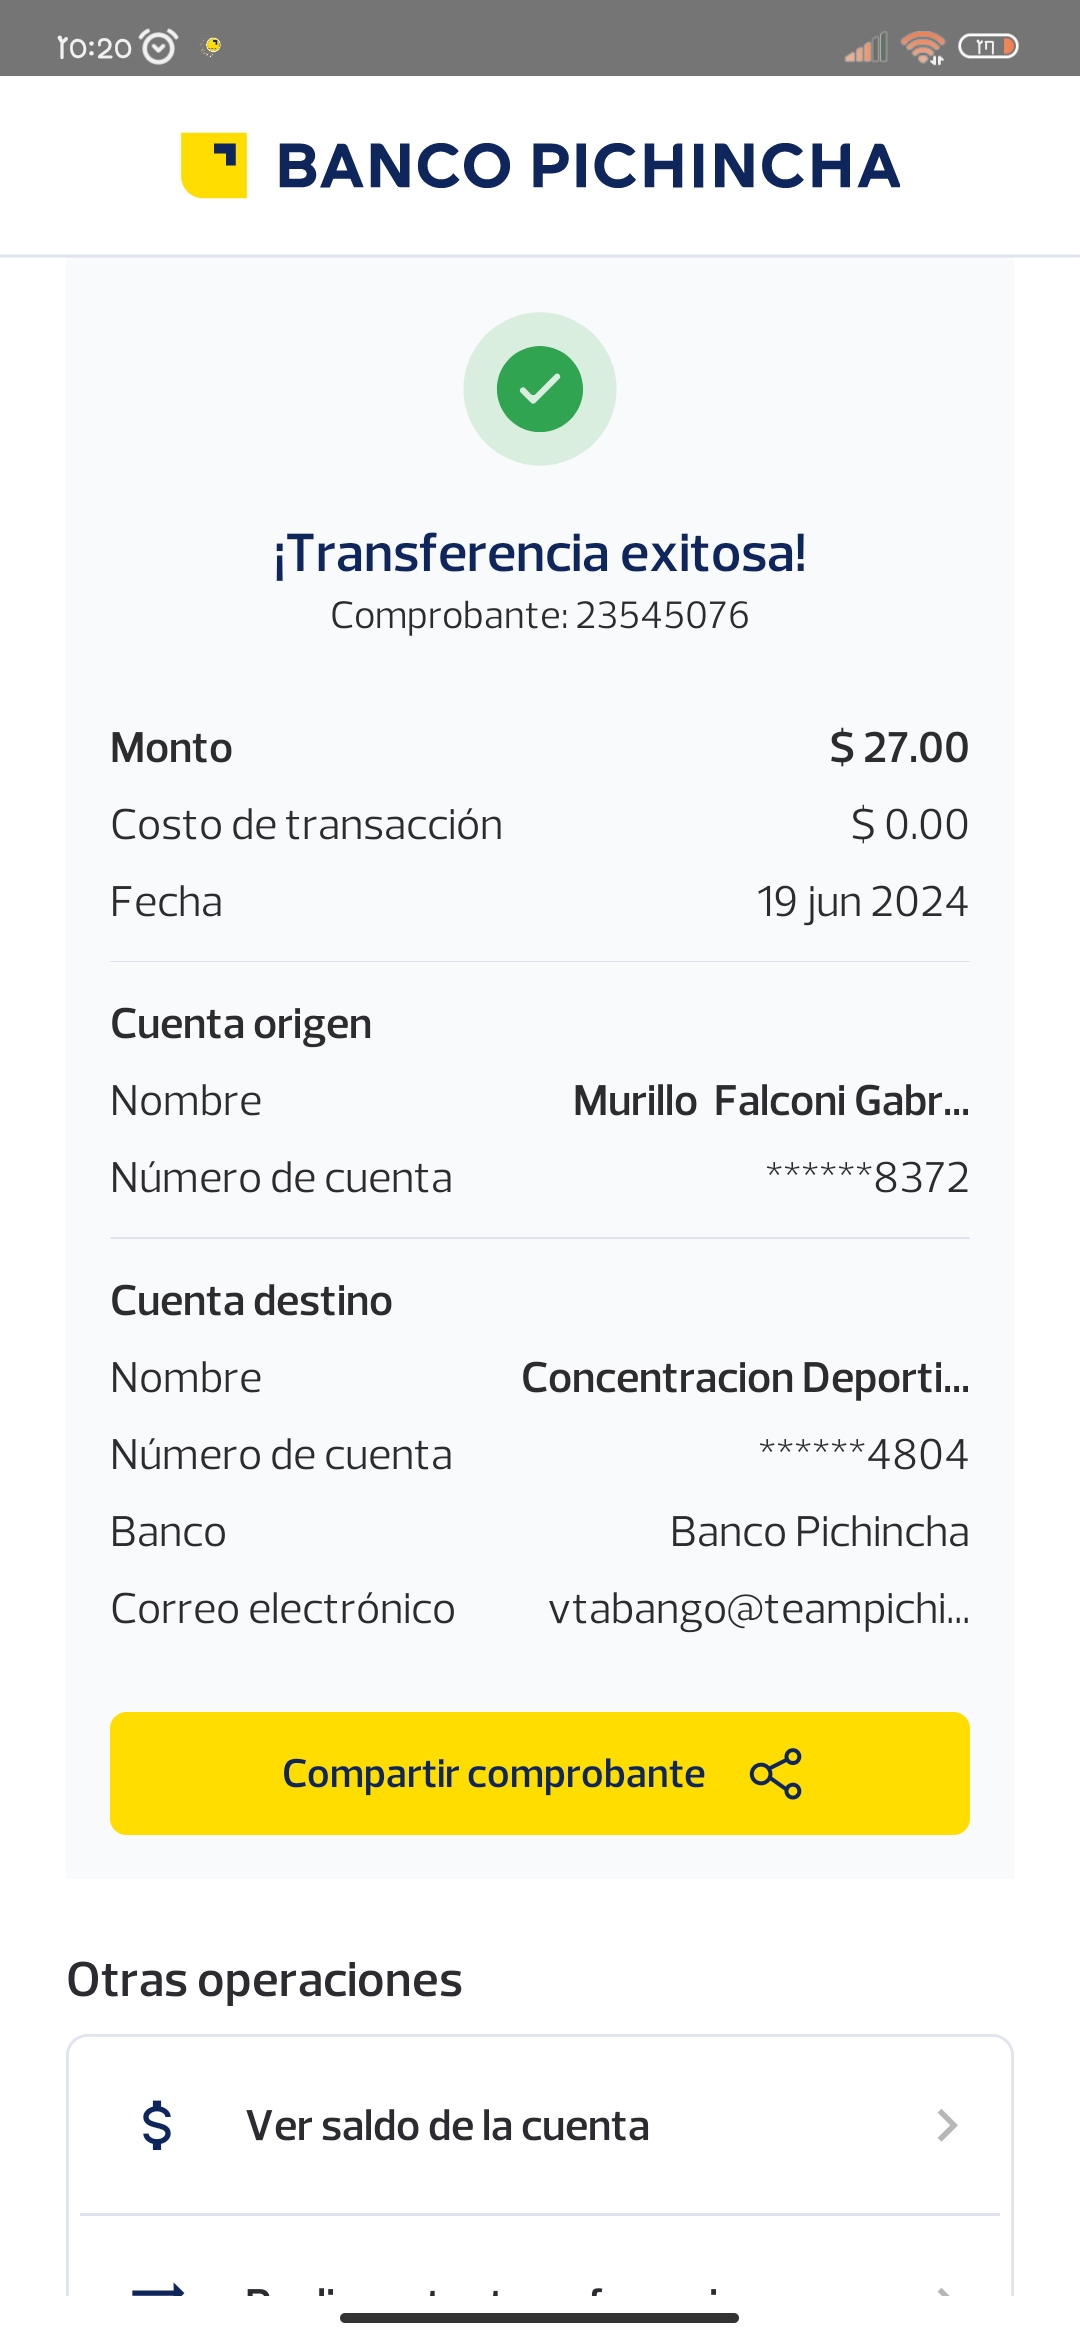 10:20
BANCO PICHINCHA
¡Transferencia exitosa!
Comprobante: 23545076
Monto $ 27.00
Costo de transacción $ 0.00
Fecha 19 jun 2024
Cuenta origen
Nombre Murillo Falconi Gabr...
Número de cuenta ******8372
Cuenta destino
Nombre Concentracion Deporti...
Número de cuenta ******4804
Banco Banco Pichincha
Correo electrónico vtabango@teampichi...
Compartir comprobante
Otras operaciones
$ Ver saldo de la cuenta